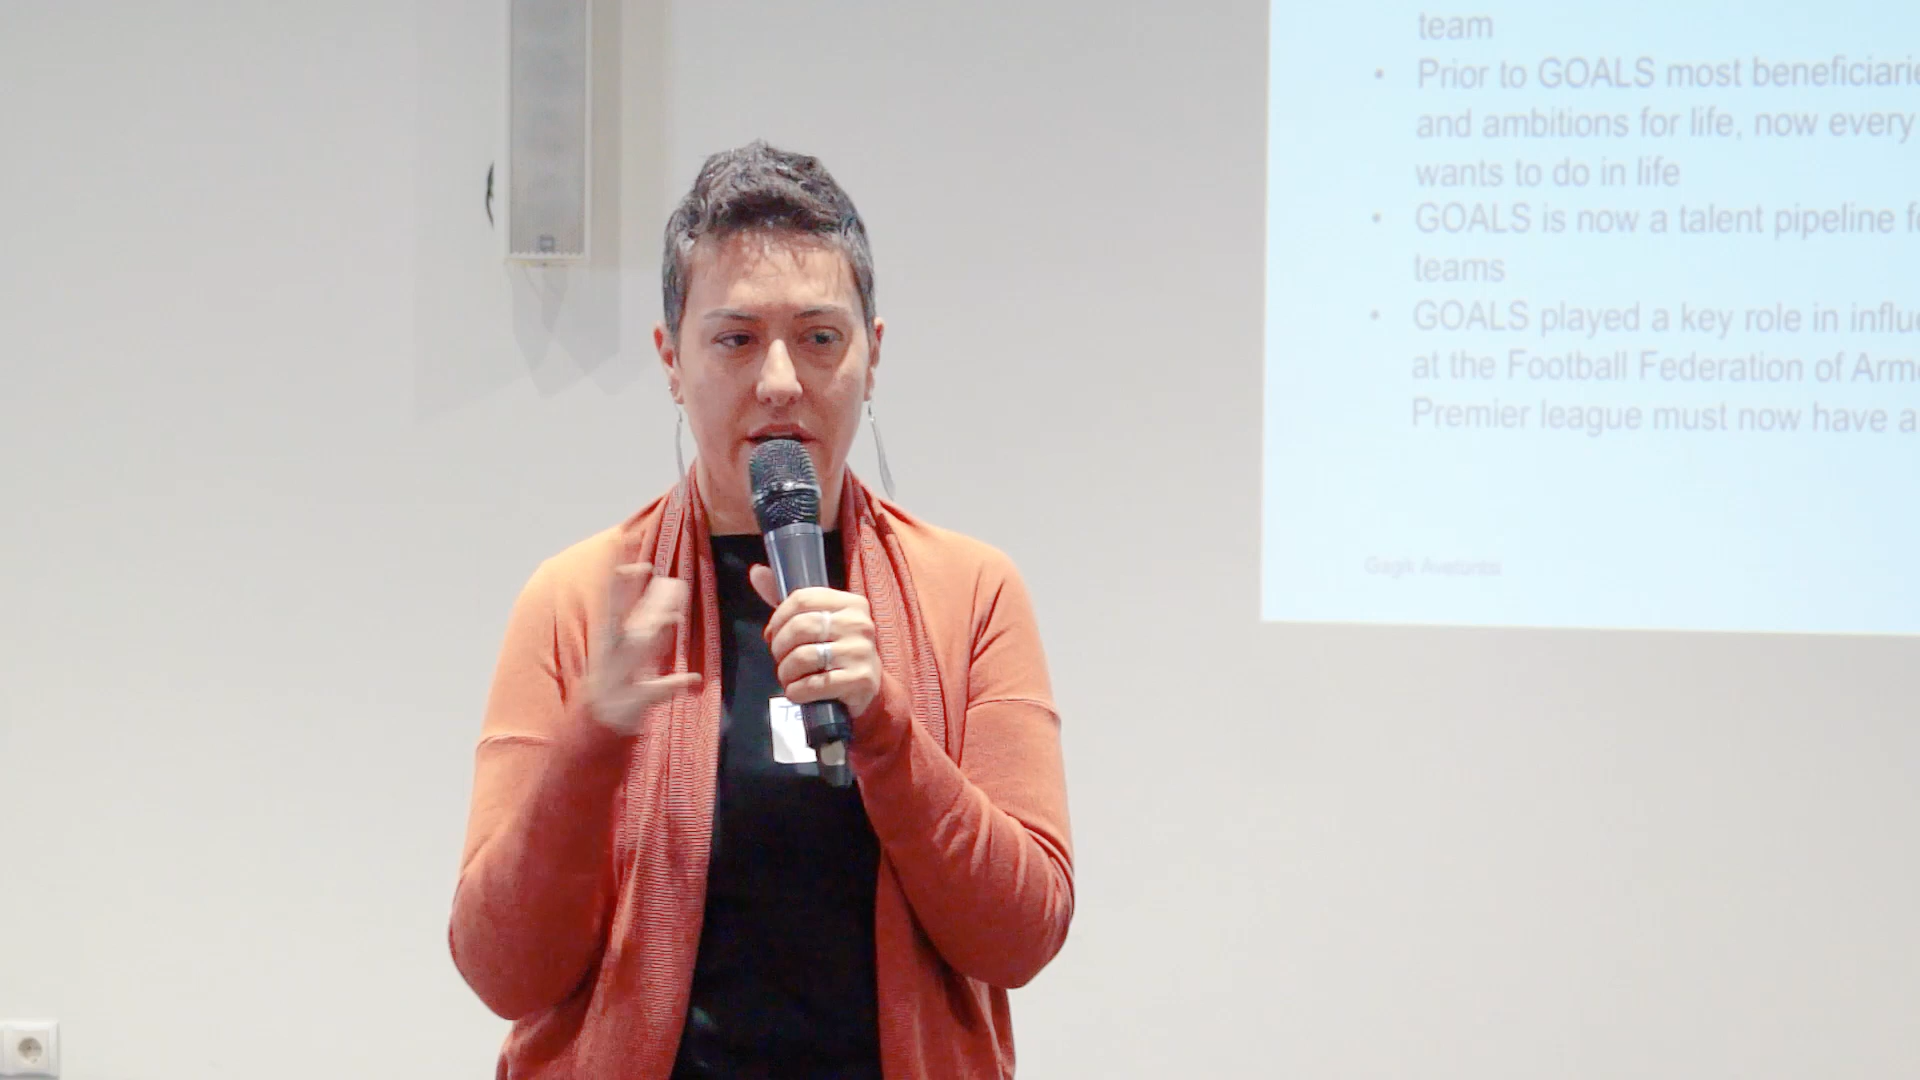 team
• Prior to GOALS most beneficiarie
and ambitions for life, now every
wants to do in life
• GOALS is now a talent pipeline f
teams
• GOALS played a key role in influ
at the Football Federation of Arm
Premier league must now have a
Te